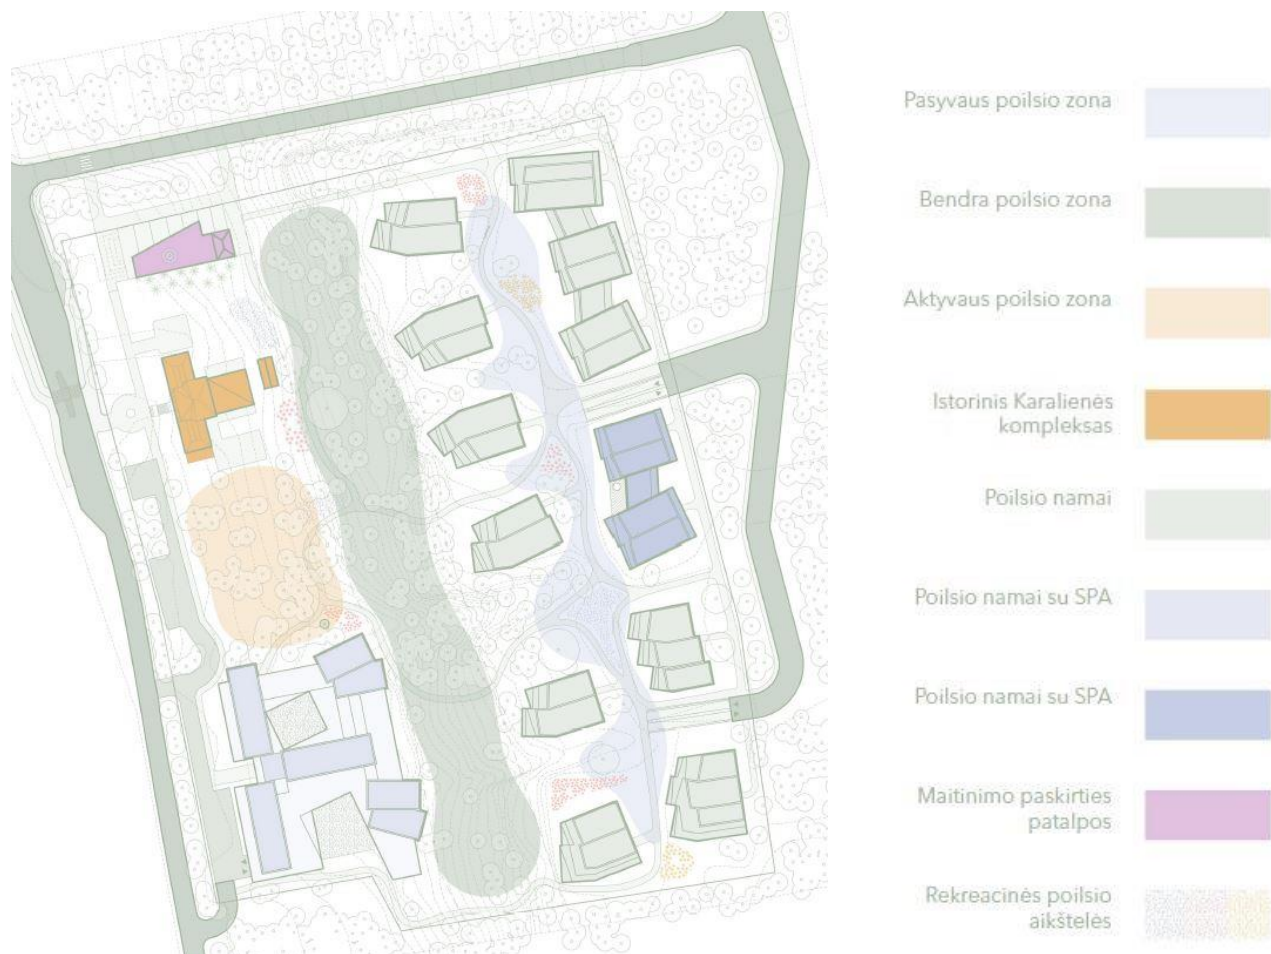 Pasyvaus poilsio zona
Bendra poilsio zona
Aktyvaus poilsio zona
Istorinis Karalienės
kompleksas
Poilsio namai
Poilsio namai su SPA
Poilsio namai su SPA
Maitinimo paskirties
patalpos
Rekreacinės poilsio
aikštelės